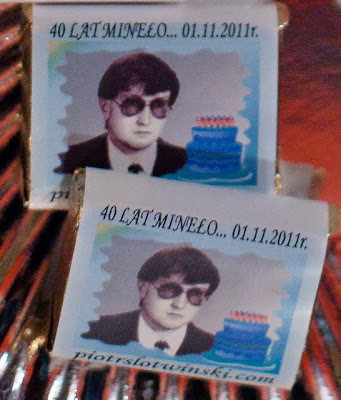 40 LAT MINEŁO... 01.11.2011r.
40 LAT MINEŁO... 01.11.2011r.
piotrslotwinski.com